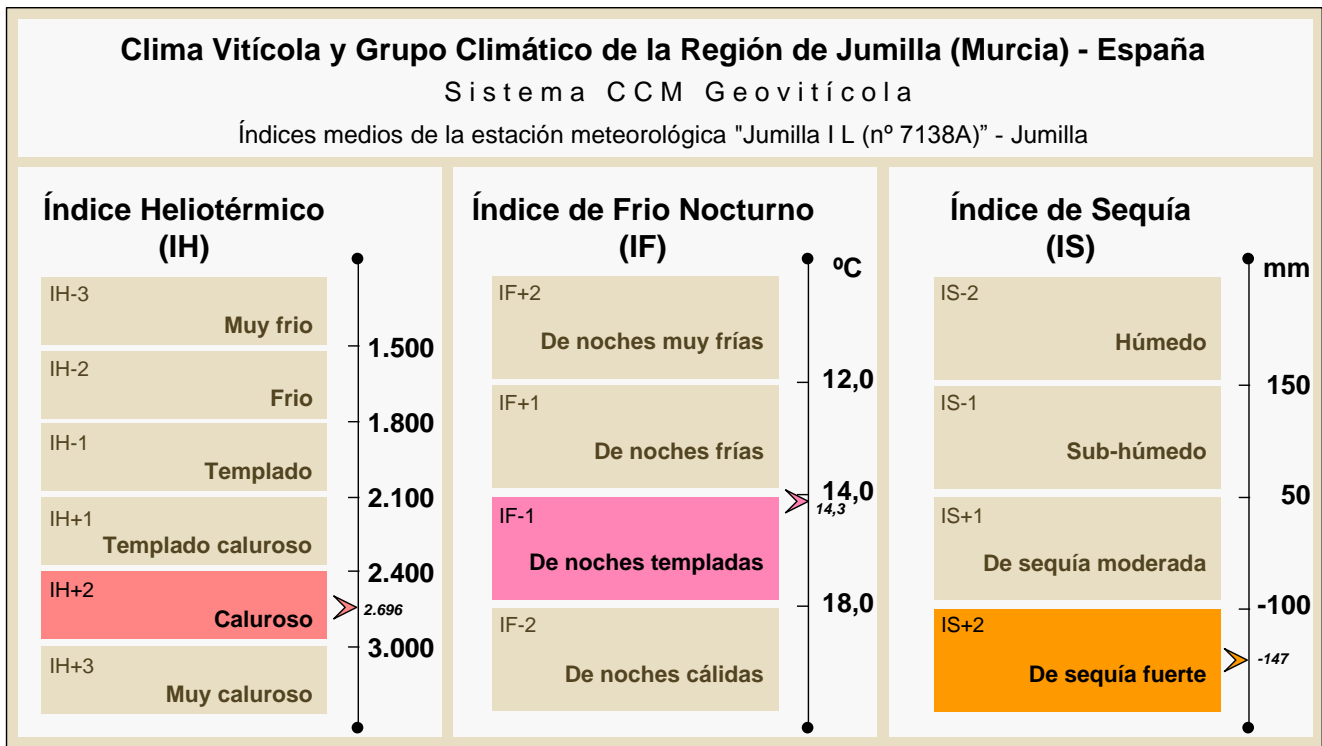 Clima Vitícola y Grupo Climático de la Región de Jumilla (Murcia) - España
Sistema CCM Geovitícola
Índices medios de la estación meteorológica "Jumilla I L (nº 7138A)” - Jumilla
Índice Heliotérmico
(IH)
IH-3
Muy frio
1.500
IH-2
Frio
1.800
IH-1
Templado
2.100
IH+1
Templado caluroso
2.400
IH+2
Caluroso
2.696
3.000
IH+3
Muy caluroso
Índice de Frio Nocturno
(IF)
ºC
IF+2
De noches muy frías
12,0
IF+1
De noches frías
14,0
14,3
IF-1
De noches templadas
18,0
IF-2
De noches cálidas
Índice de Sequía
(IS)
mm
IS-2
Húmedo
150
IS-1
Sub-húmedo
50
IS+1
De sequía moderada
-100
IS+2
De sequía fuerte
-147